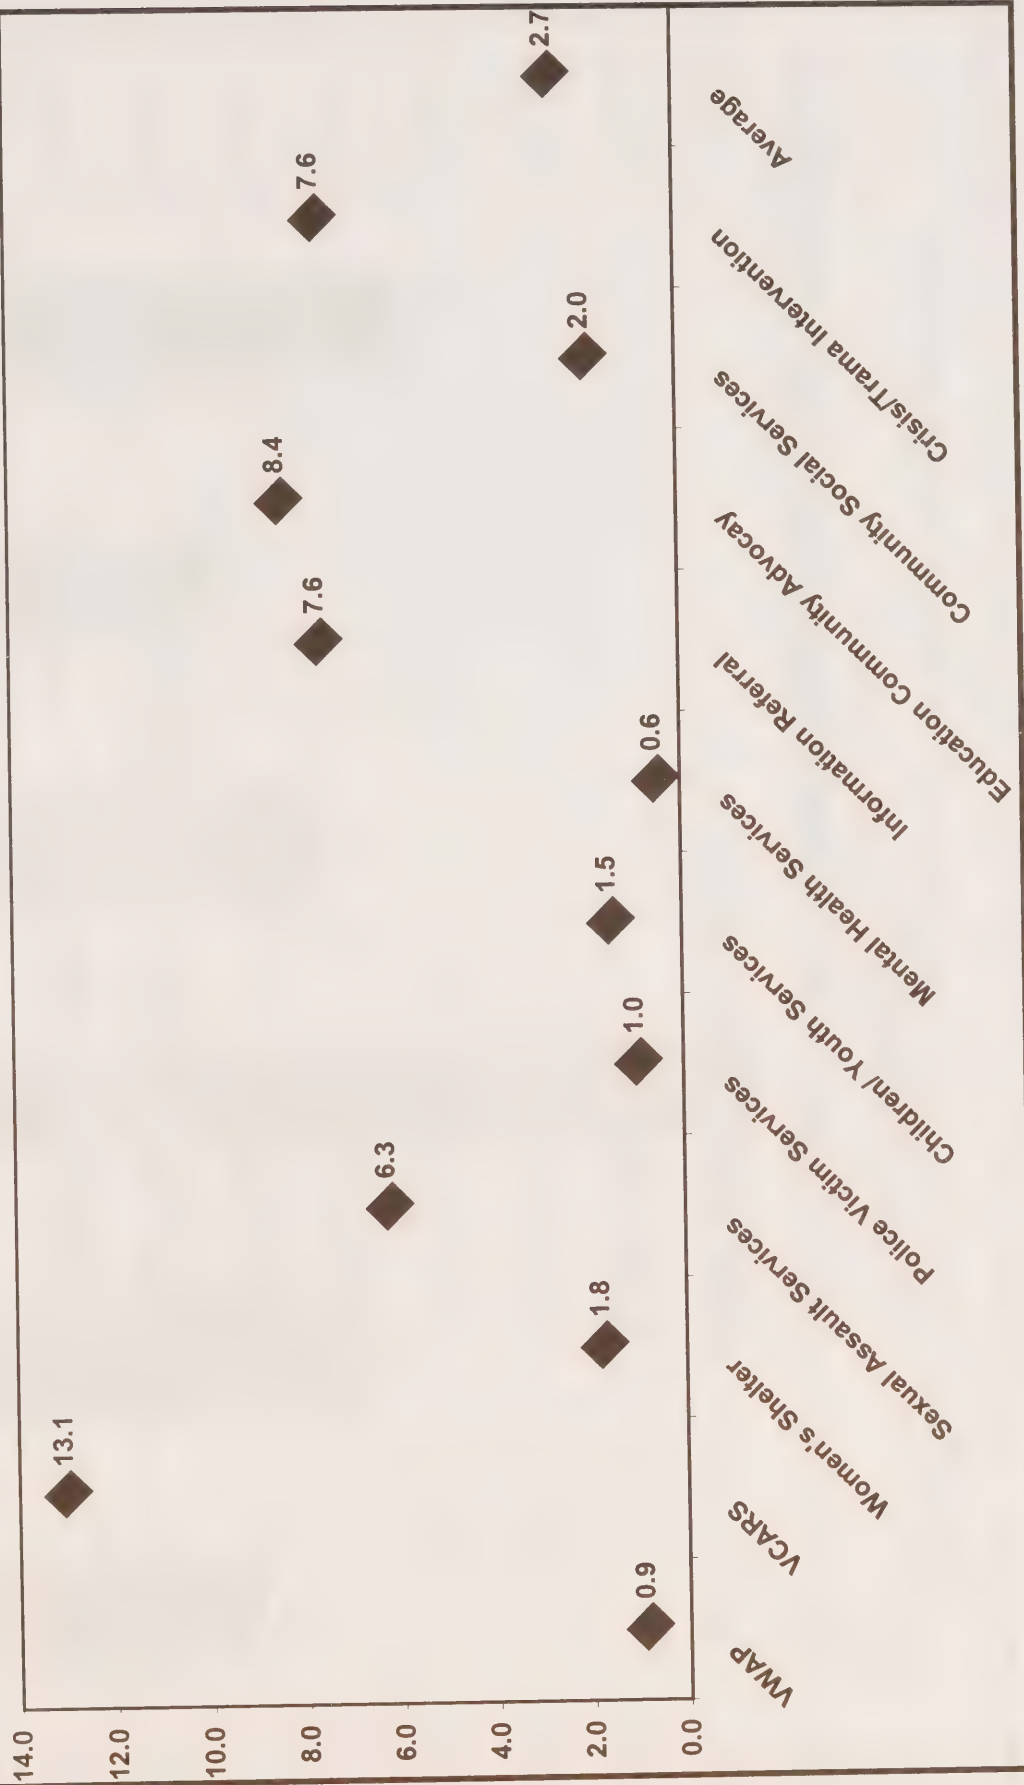 14.0
12.0
10.0
8.0
6.0
4.0
2.0
0.0
0.9
13.1
1.8
6.3
1.0
1.5
0.6
7.6
8.4
2.0
7.6
2.7
VWAP
VCARS
Women's Shelter
Sexual Assault Services
Police Victim Services
Children/ Youth Services
Mental Health Services
Information Referral
Education Community Advocay
Community Social Services
Crisis/Trama Intervention
Average